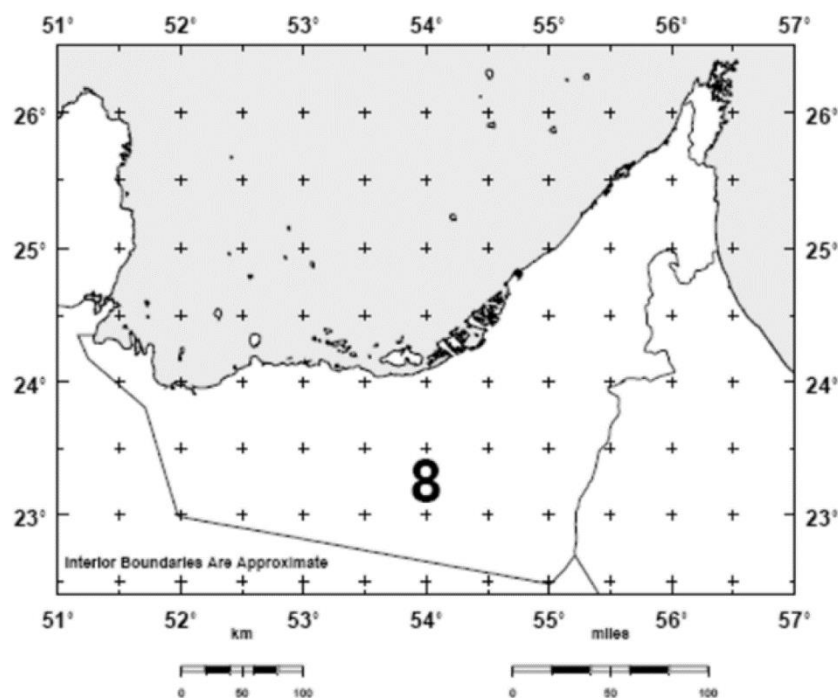 51° 52° 53° 54° 55° 56° 57°
26° 26°
25° 25°
24° 24°
8
23° 23°
Interior Boundaries Are Approximate
51° 52° 53° 54° 55° 56° 57°
km miles
0 50 100 0 50 100